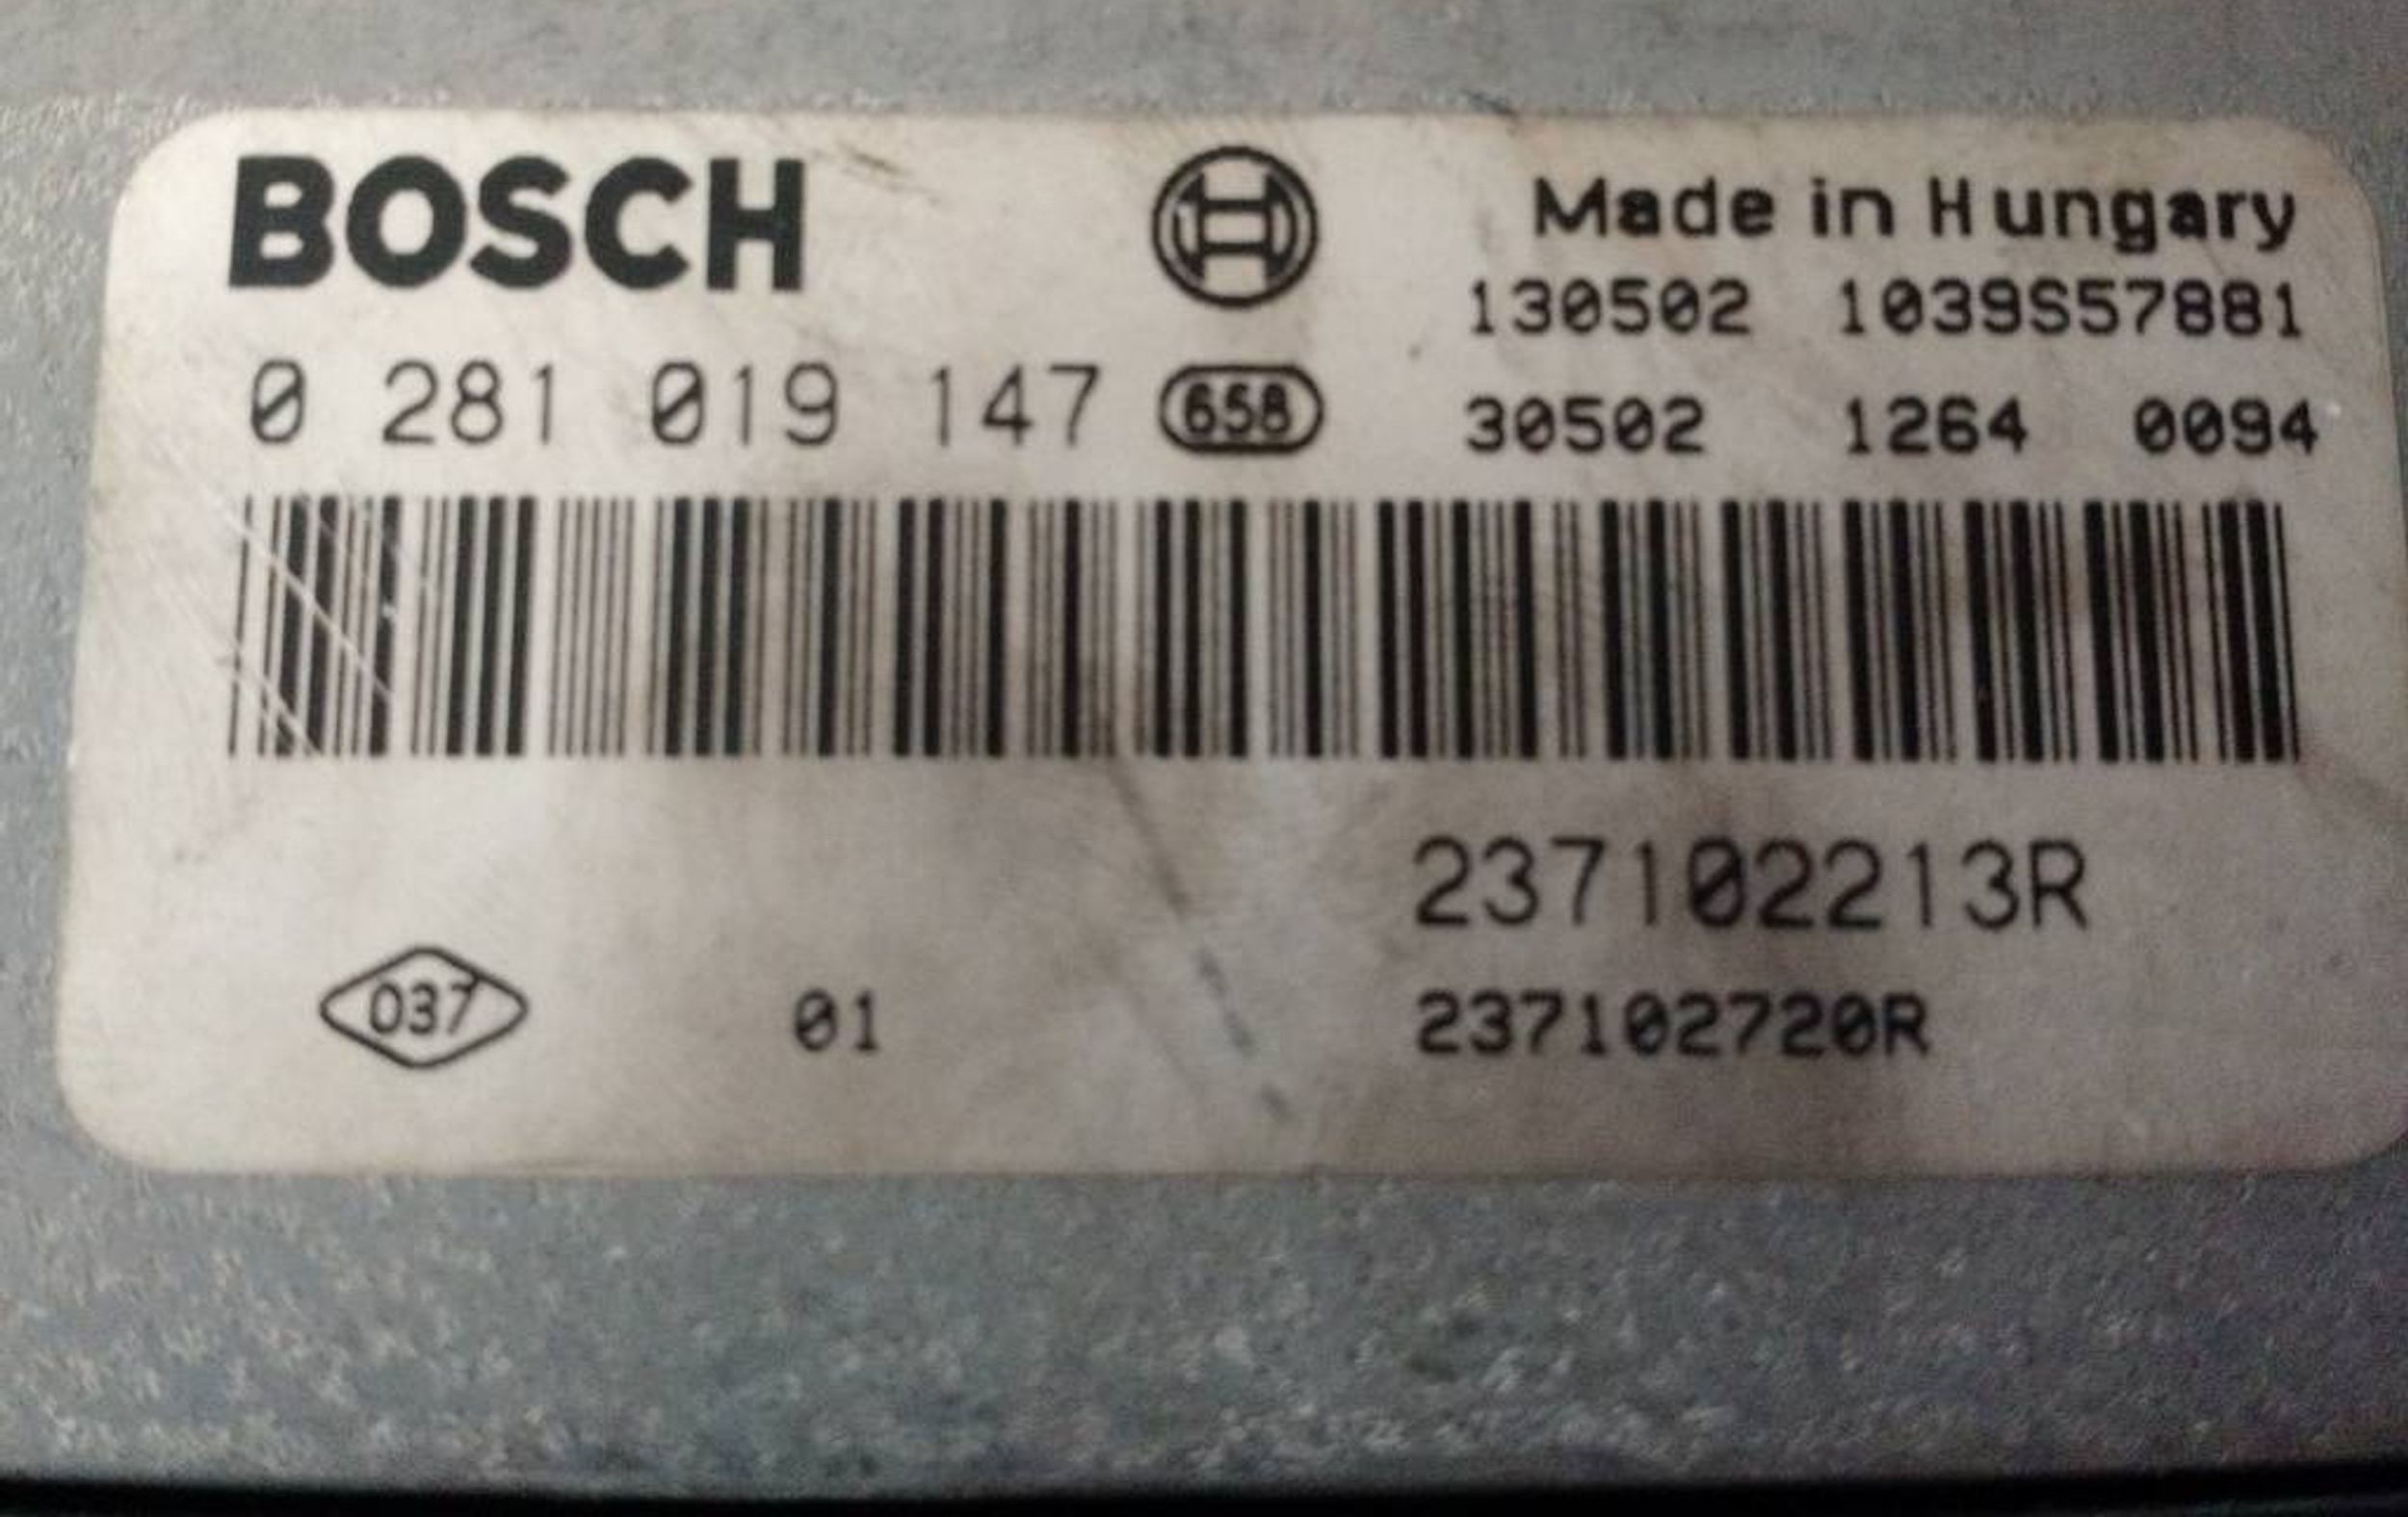 BOSCH Made in Hungary
130502 1039S57881
0 281 019 147 658 30502 1264 0094
237102213R
037 01 237102720R